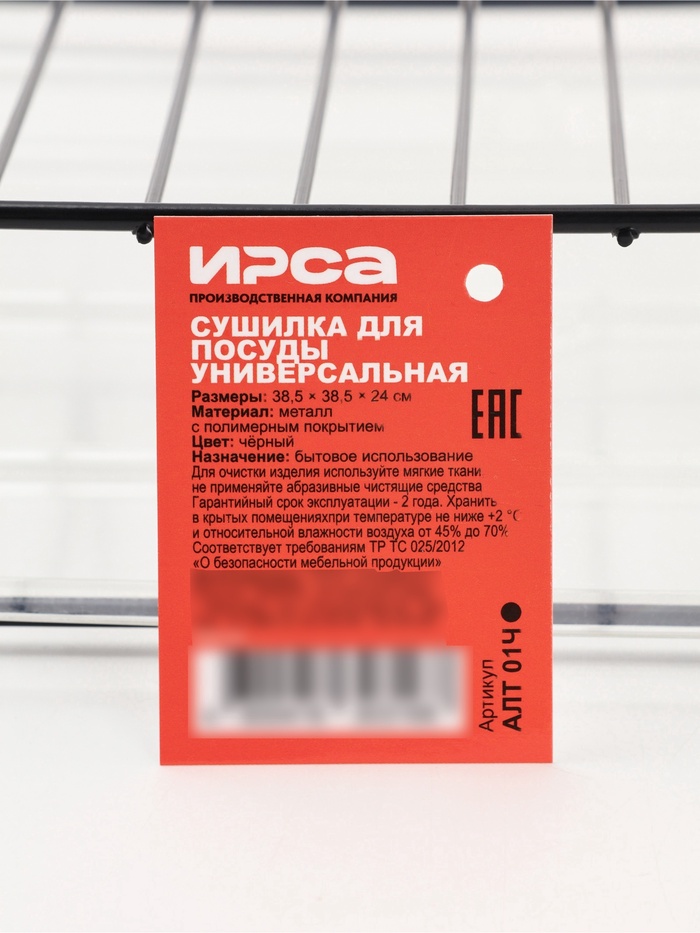 ИРСА
ПРОИЗВОДСТВЕННАЯ КОМПАНИЯ
СУШИЛКА ДЛЯ
ПОСУДЫ
УНИВЕРСАЛЬНАЯ
Размеры: 38,5 × 38,5 × 24 см
Материал: металл
с полимерным покрытием
Цвет: чёрный
Назначение: бытовое использование
Для очистки изделия используйте мягкие ткани
не применяйте абразивные чистящие средства
Гарантийный срок эксплуатации - 2 года. Хранить
в крытых помещенияхпри температуре не ниже +2 °C
и относительной влажности воздуха от 45% до 70%
Соответствует требованиям ТР ТС 025/2012
«О безопасности мебельной продукции»
ЕАС
Артикул
АЛТ 01Ч